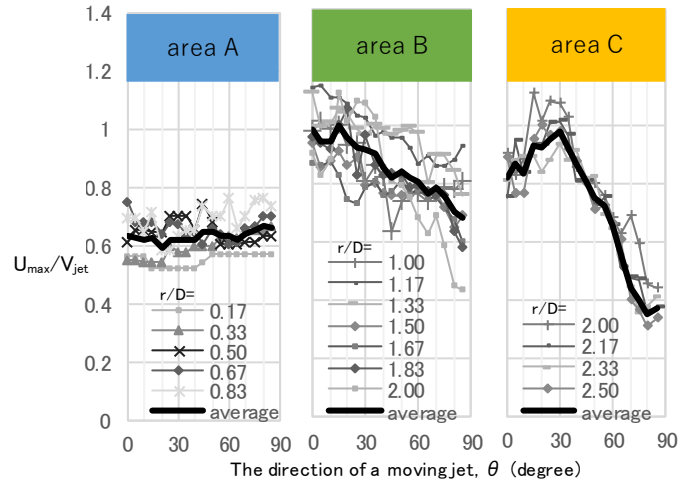 area A
area B
area C
1.4
1.2
1
0.8
0.6
0.4
0.2
0
Umax/Vjet
r/D=
0.17
0.33
0.50
0.67
0.83
average
r/D=
1.00
1.17
1.33
1.50
1.67
1.83
2.00
average
r/D=
2.00
2.17
2.33
2.50
average
0 30 60 90
0 30 60 90
0 30 60 90
The direction of a moving jet, θ (degree)